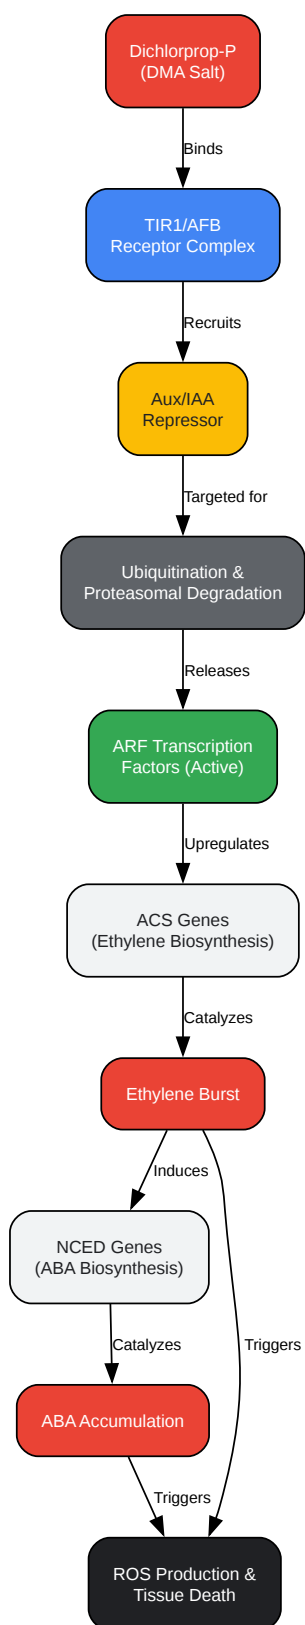 Dichlorprop-P
(DMA Salt)
Binds
TIR1/AFB
Receptor Complex
Recruits
Aux/IAA
Repressor
Targeted for
Ubiquitination &
Proteasomal Degradation
Releases
ARF Transcription
Factors (Active)
Upregulates
ACS Genes
(Ethylene Biosynthesis)
Catalyzes
Ethylene Burst
Induces
NCED Genes
(ABA Biosynthesis)
Catalyzes
Triggers
ABA Accumulation
Triggers
ROS Production &
Tissue Death